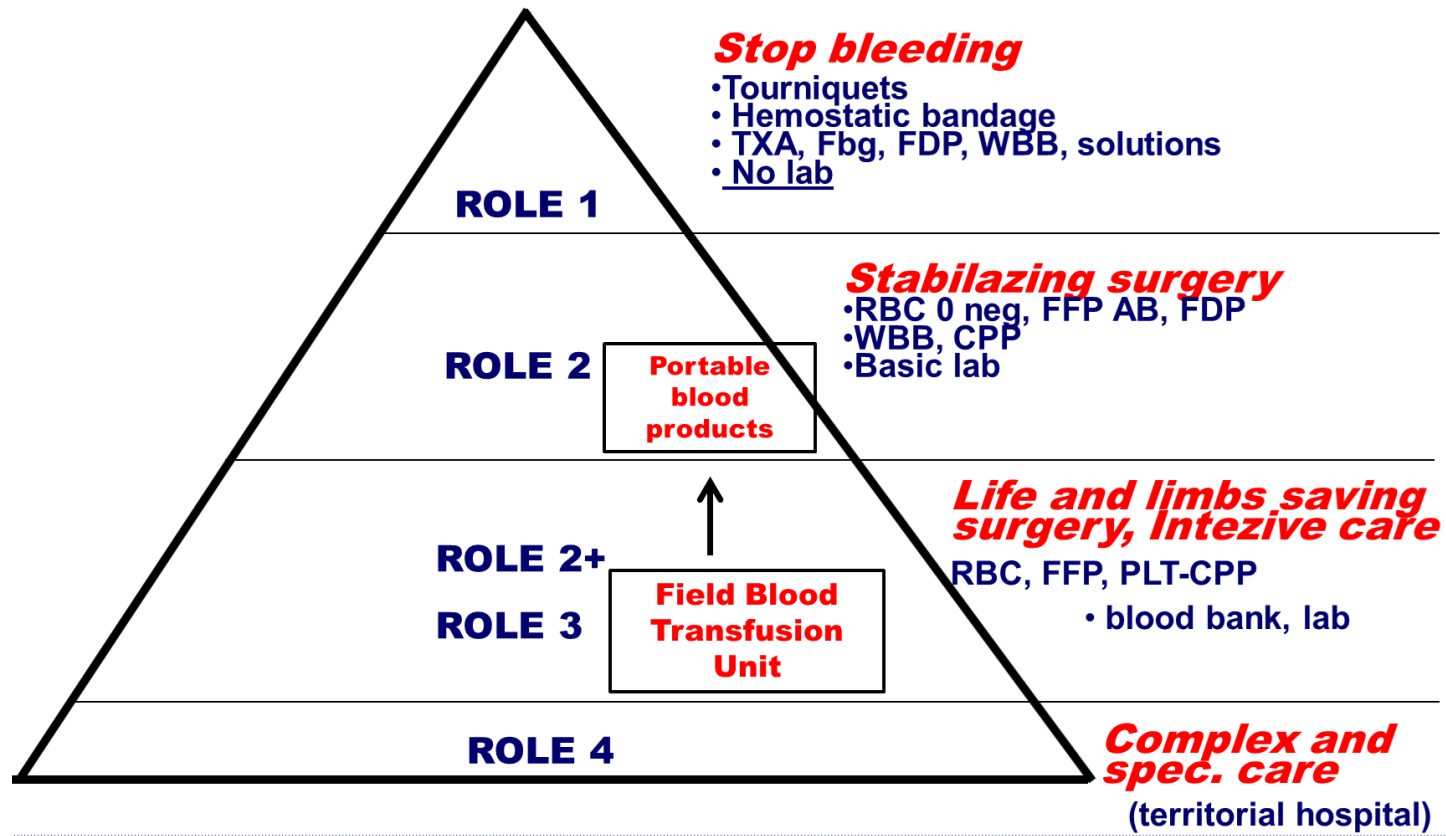 Stop bleeding
•Tourniquets
• Hemostatic bandage
• TXA, Fbg, FDP, WBB, solutions
• No lab
ROLE 1
Stabilazing surgery
•RBC 0 neg, FFP AB, FDP
•WBB, CPP
•Basic lab
ROLE 2
Portable
blood
products
Life and limbs saving
surgery, Intezive care
RBC, FFP, PLT-CPP
• blood bank, lab
ROLE 2+
ROLE 3
Field Blood
Transfusion
Unit
ROLE 4
Complex and
spec. care
(territorial hospital)